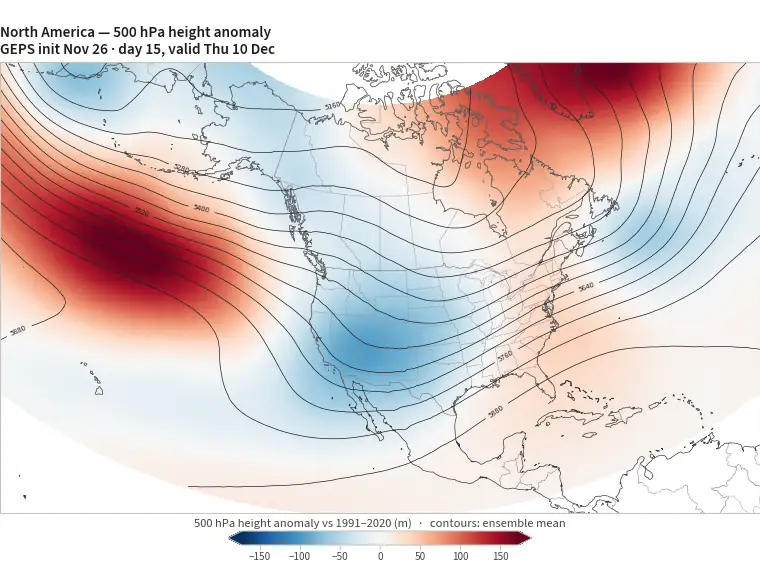 North America — 500 hPa height anomaly
GEPS init Nov 26 · day 15, valid Thu 10 Dec
5160
5280
5400
5520
5640
5760
5880
5880
500 hPa height anomaly vs 1991–2020 (m) · contours: ensemble mean
−150 −100 −50 0 50 100 150